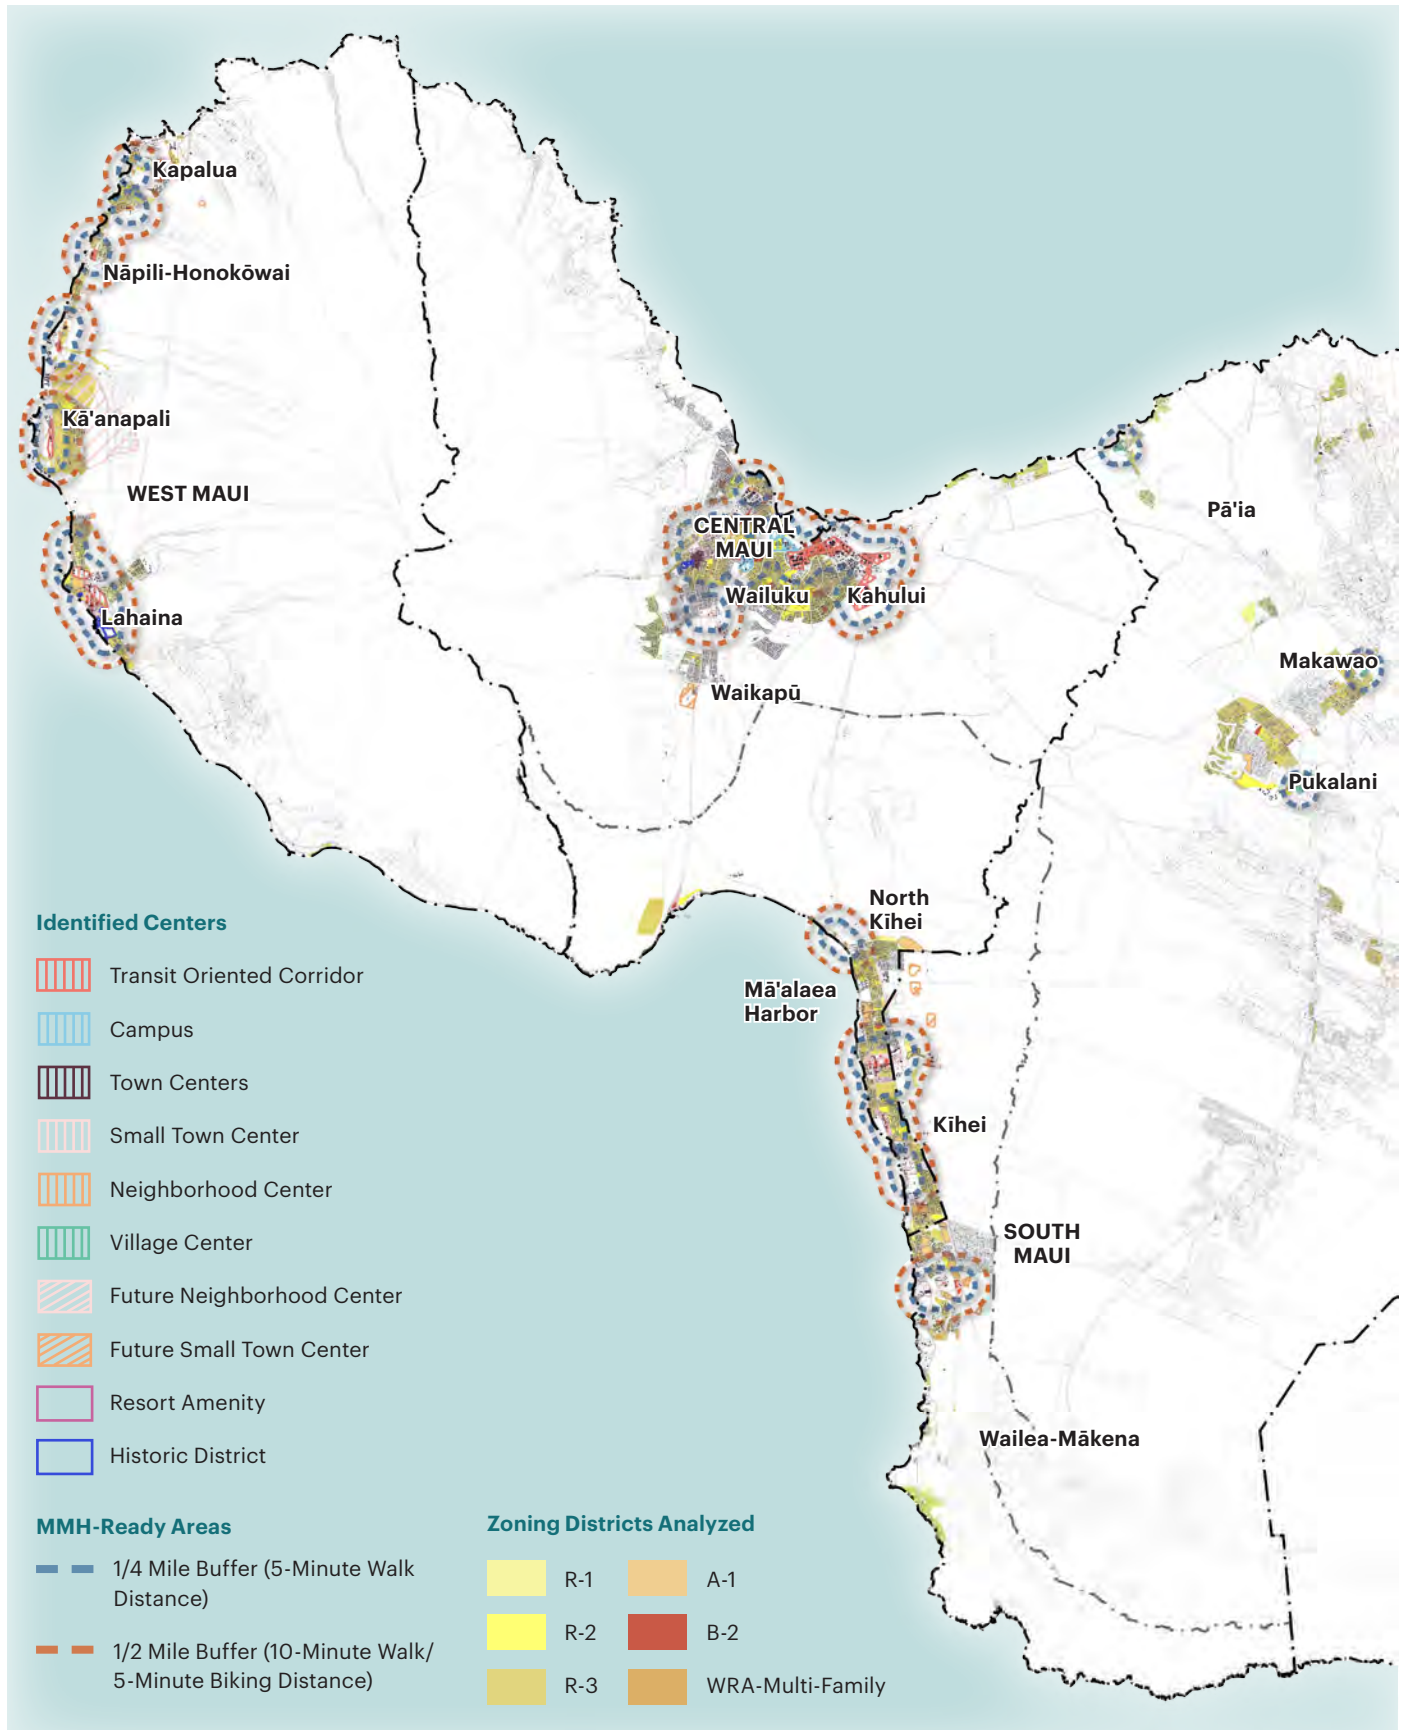 Kapalua
Nāpili-Honokōwai
Kā'anapali
WEST MAUI
Lahaina
CENTRAL
MAUI
Wailuku
Kahului
Waikapū
Pā'ia
Makawao
Pukalani
North
Kīhei
Mā'alaea
Harbor
Kīhei
SOUTH
MAUI
Wailea-Mākena
Identified Centers
Transit Oriented Corridor
Campus
Town Centers
Small Town Center
Neighborhood Center
Village Center
Future Neighborhood Center
Future Small Town Center
Resort Amenity
Historic District
MMH-Ready Areas
1/4 Mile Buffer (5-Minute Walk
Distance)
1/2 Mile Buffer (10-Minute Walk/
5-Minute Biking Distance)
Zoning Districts Analyzed
R-1
A-1
R-2
B-2
R-3
WRA-Multi-Family